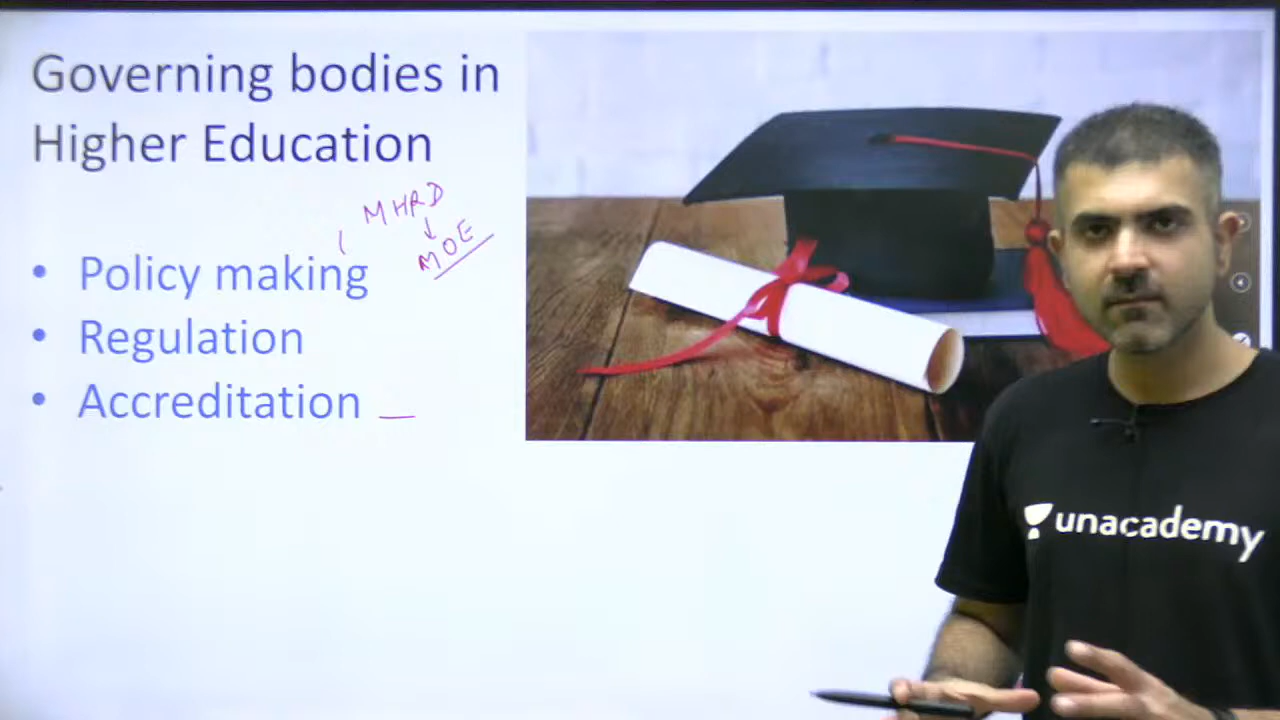 Governing bodies in
Higher Education
MHRD
↓
MOE
• Policy making
• Regulation
• Accreditation —
unacademy